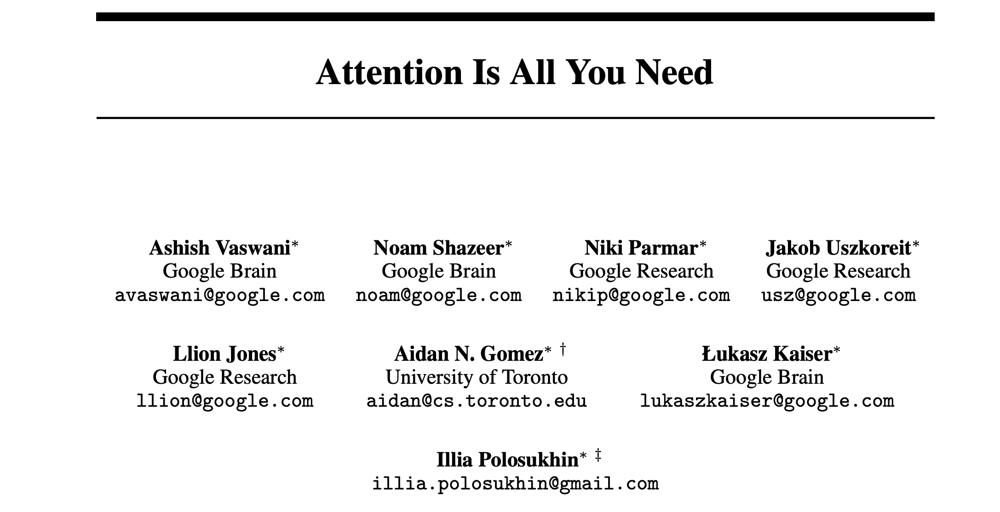 Attention Is All You Need
Ashish Vaswani* Noam Shazeer* Niki Parmar* Jakob Uszkoreit*
Google Brain Google Brain Google Research Google Research
avaswani@google.com noam@google.com nikip@google.com usz@google.com
Llion Jones* Aidan N. Gomez* † Łukasz Kaiser*
Google Research University of Toronto Google Brain
llion@google.com aidan@cs.toronto.edu lukaszkaiser@google.com
Illia Polosukhin* ‡
illia.polosukhin@gmail.com